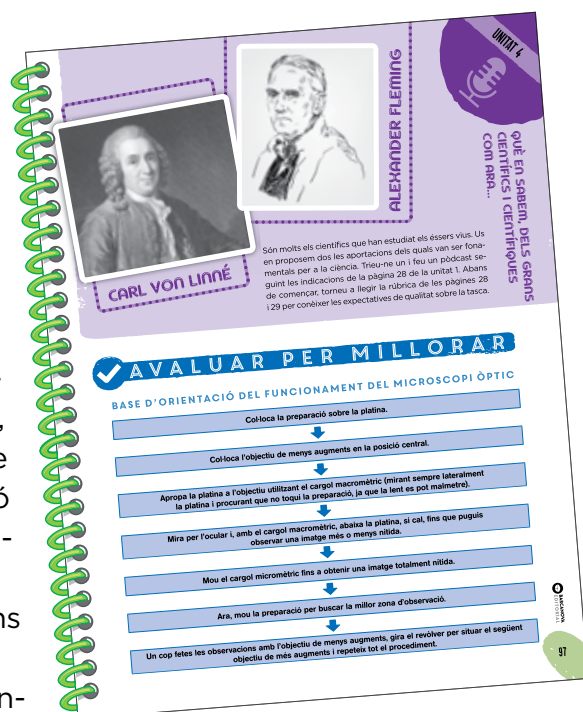 UNITAT 4
QUÈ EN SABEM, DELS GRANS
CIENTÍFICS I CIENTÍFIQUES
COM ARA...
ALEXANDER FLEMING
CARL VON LINNÉ
Són molts els científics que han estudiat els éssers vius. Us
en proposem dos les aportacions dels quals van ser fona-
mentals per a la ciència. Trieu-ne un i feu un pòdcast se-
guint les indicacions de la pàgina 28 de la unitat 1. Abans
de començar, torneu a llegir la rúbrica de les pàgines 28
i 29 per conèixer les expectatives de qualitat sobre la tasca.
AVALUAR PER MILLORAR
BASE D'ORIENTACIÓ DEL FUNCIONAMENT DEL MICROSCOPI ÒPTIC
Col·loca la preparació sobre la platina.
Col·loca l'objectiu de menys augments en la posició central.
Apropa la platina a l'objectiu utilitzant el cargol macromètric (mirant sempre lateralment
la platina i procurant que no toqui la preparació, ja que la lent es pot malmetre).
Mira per l'ocular i, amb el cargol macromètric, abaixa la platina, si cal, fins que puguis
observar una imatge més o menys nítida.
Mou el cargol micromètric fins a obtenir una imatge totalment nítida.
Ara, mou la preparació per buscar la millor zona d'observació.
Un cop fetes les observacions amb l'objectiu de menys augments, gira el revòlver per situar el següent
objectiu de més augments i repeteix tot el procediment.
BARCANOVA
EDITORIAL
97